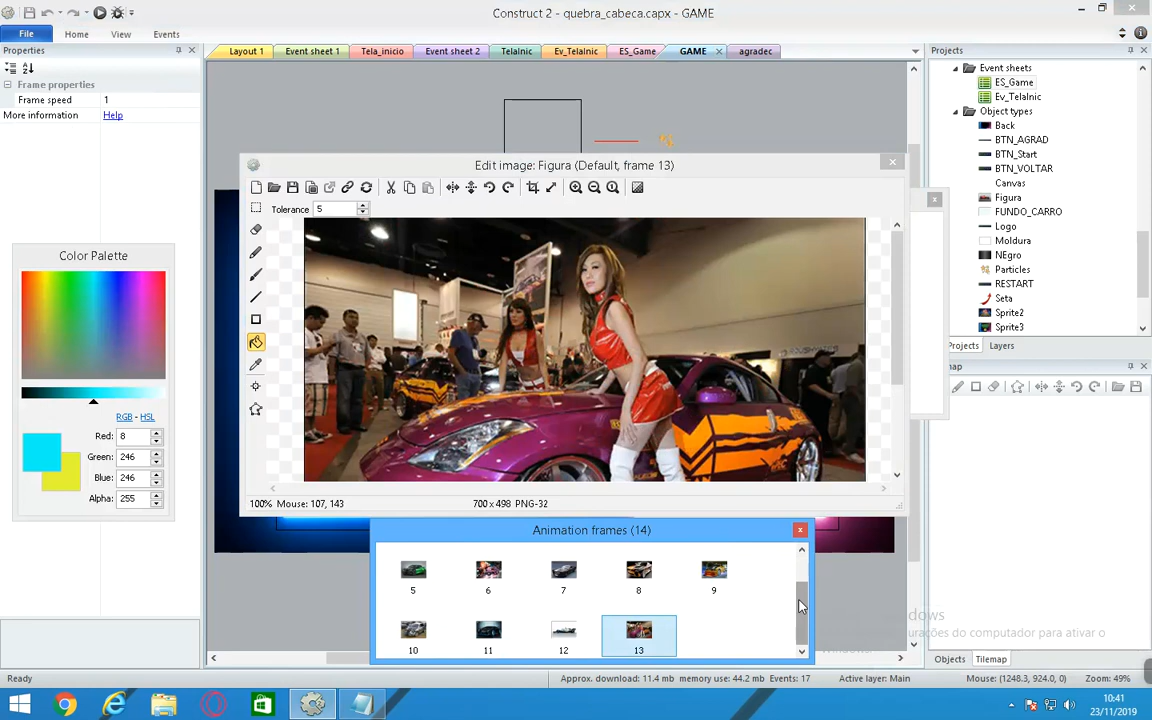 Construct 2 - quebra_cabeca.capx - GAME
File Home View Events
Properties
Layout 1 Event sheet 1 Tela_inicio Event sheet 2 TelaInic Ev_TelaInic ES_Game GAME agradec
Projects
Frame properties
Frame speed 1
More information Help
Event sheets
ES_Game
Ev_TelaInic
Object types
Back
BTN_AGRAD
BTN_Start
BTN_VOLTAR
Canvas
Figura
FUNDO_CARRO
Logo
Moldura
NEgro
Particles
RESTART
Seta
Sprite2
Sprite3
Projects Layers
Edit image: Figura (Default, frame 13)
Tolerance 5
Color Palette
RGB - HSL
Red: 8
Green: 246
Blue: 246
Alpha: 255
100% Mouse: 107, 143 700 x 498 PNG-32
Animation frames (14)
5 6 7 8 9
10 11 12 13
Objects Tilemap
Ready
Approx. download: 11.4 mb memory use: 44.2 mb Events: 17 Active layer: Main Mouse: (1248.3, 924.0, 0) Zoom: 49%
10:41
23/11/2019